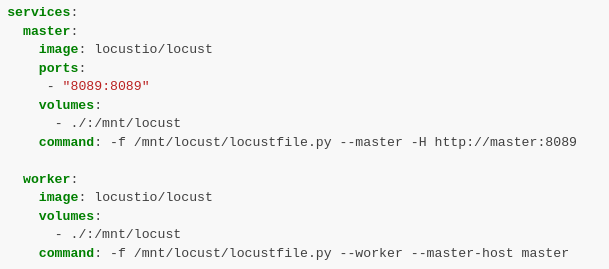 services:
  master:
    image: locustio/locust
    ports:
     - "8089:8089"
    volumes:
      - ./:/mnt/locust
    command: -f /mnt/locust/locustfile.py --master -H http://master:8089

  worker:
    image: locustio/locust
    volumes:
      - ./:/mnt/locust
    command: -f /mnt/locust/locustfile.py --worker --master-host master